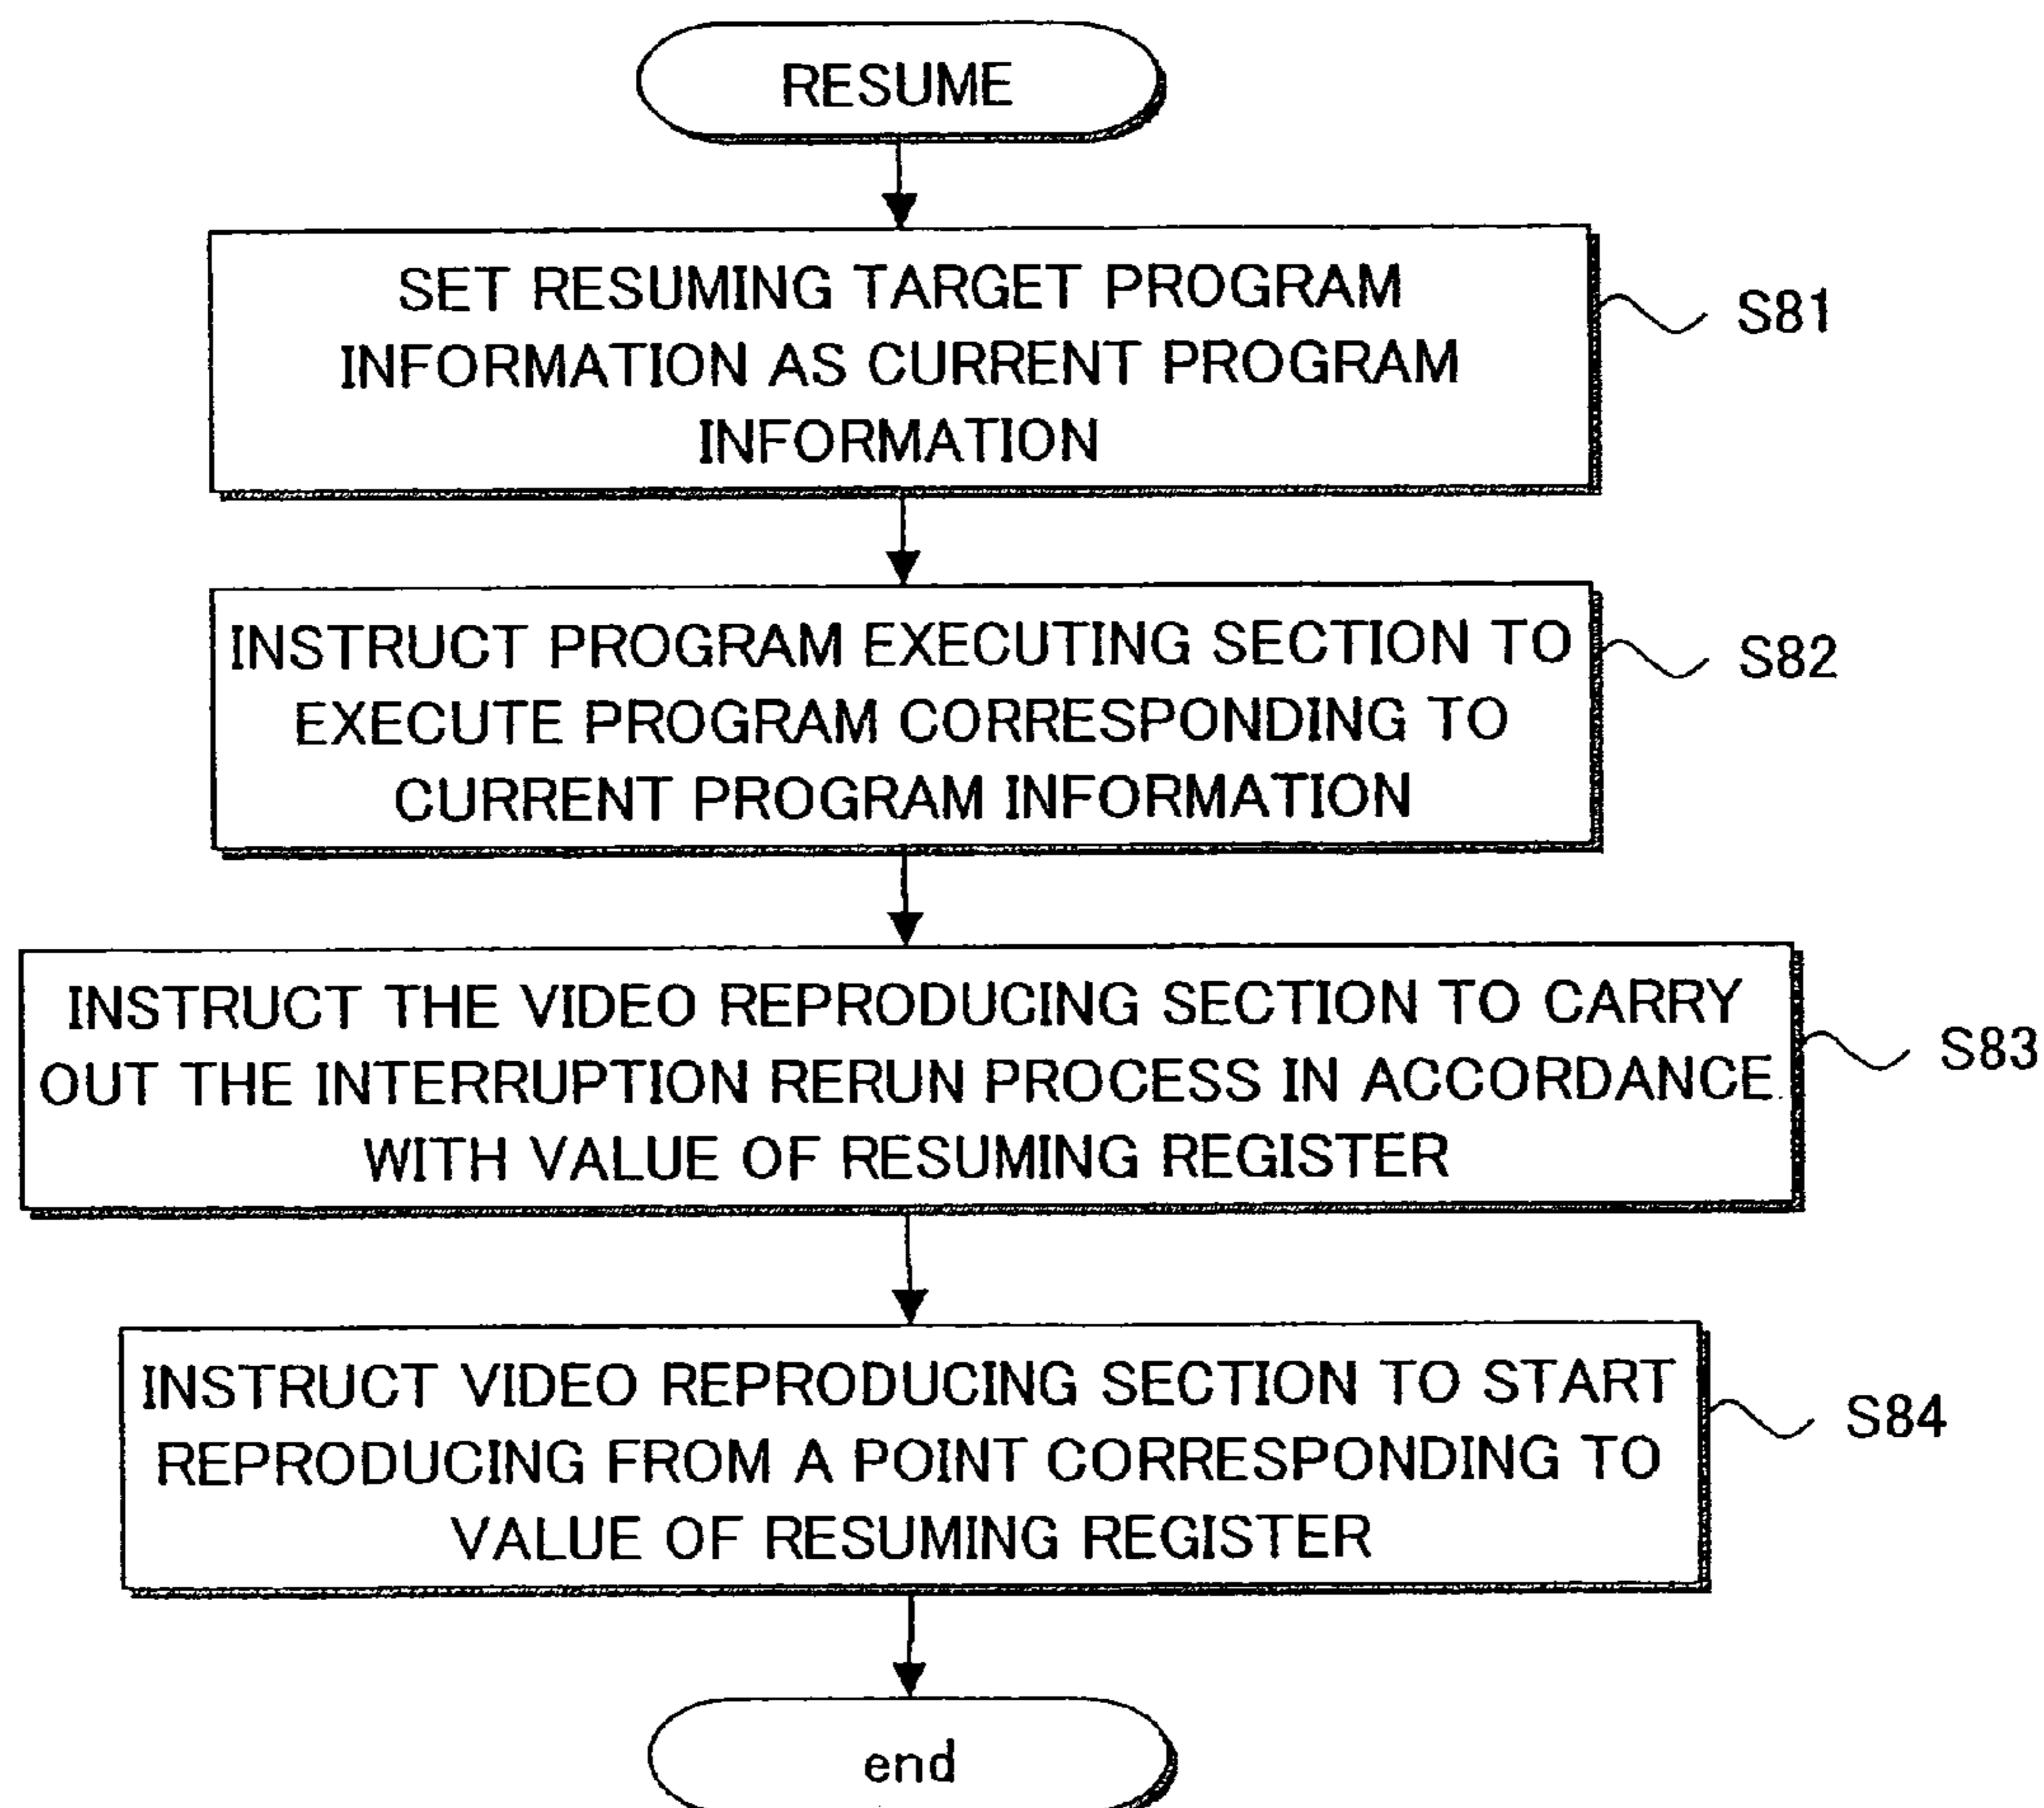 RESUME
SET RESUMING TARGET PROGRAM
INFORMATION AS CURRENT PROGRAM
INFORMATION
S81
INSTRUCT PROGRAM EXECUTING SECTION TO
EXECUTE PROGRAM CORRESPONDING TO
CURRENT PROGRAM INFORMATION
S82
INSTRUCT THE VIDEO REPRODUCING SECTION TO CARRY
OUT THE INTERRUPTION RERUN PROCESS IN ACCORDANCE
WITH VALUE OF RESUMING REGISTER
S83
INSTRUCT VIDEO REPRODUCING SECTION TO START
REPRODUCING FROM A POINT CORRESPONDING TO
VALUE OF RESUMING REGISTER
S84
end